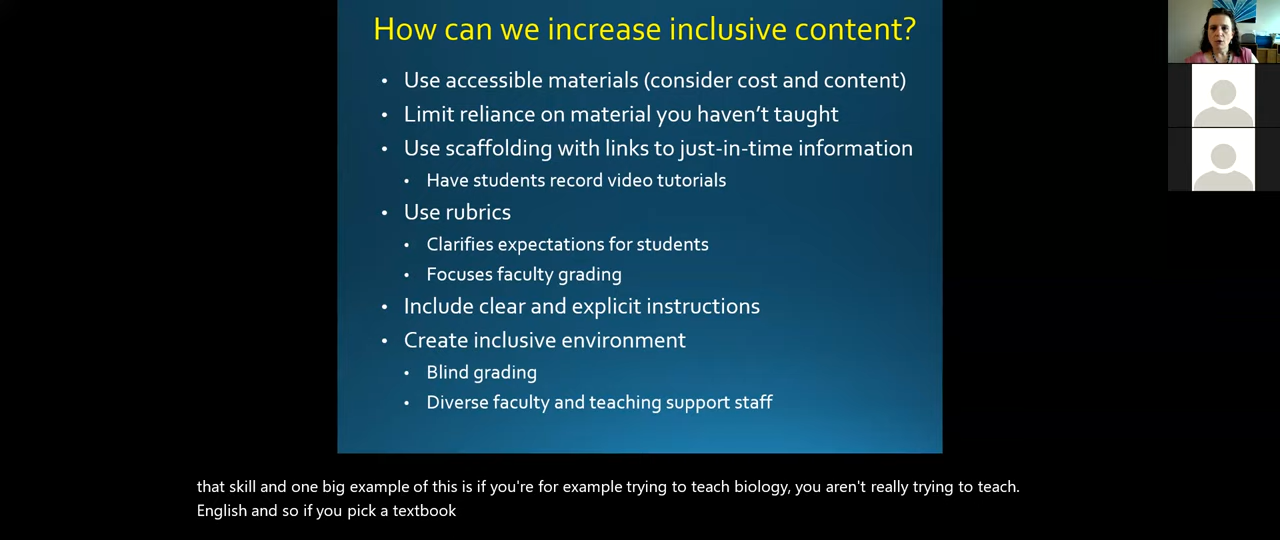 How can we increase inclusive content?
• Use accessible materials (consider cost and content)
• Limit reliance on material you haven't taught
• Use scaffolding with links to just-in-time information
• Have students record video tutorials
• Use rubrics
• Clarifies expectations for students
• Focuses faculty grading
• Include clear and explicit instructions
• Create inclusive environment
• Blind grading
• Diverse faculty and teaching support staff
that skill and one big example of this is if you're for example trying to teach biology, you aren't really trying to teach.
English and so if you pick a textbook